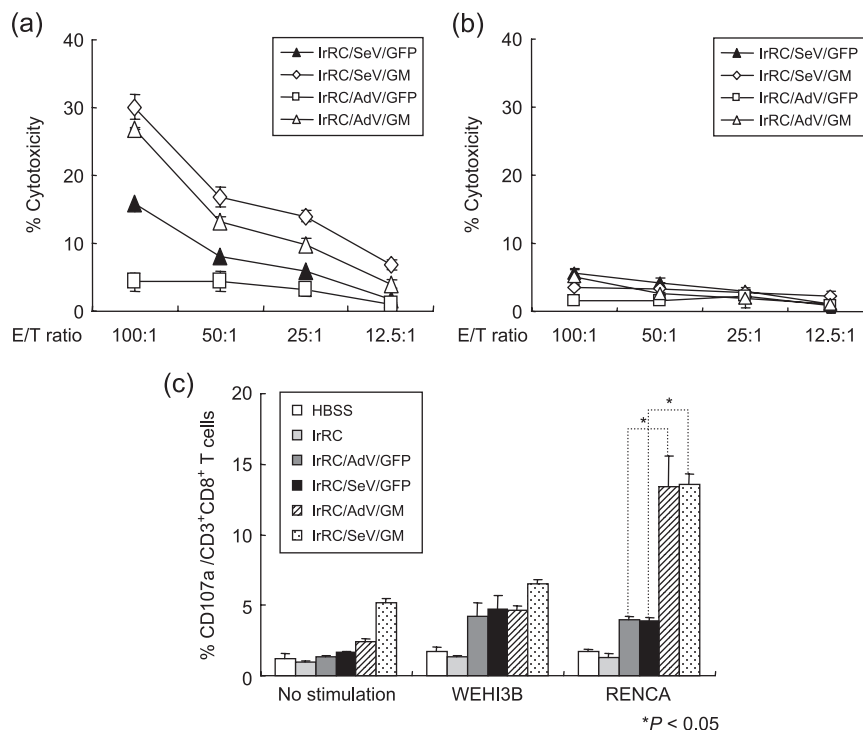 (a)
40
30
20
10
0
% Cytotoxicity
IrRC/SeV/GFP
IrRC/SeV/GM
IrRC/AdV/GFP
IrRC/AdV/GM
E/T ratio 100:1 50:1 25:1 12.5:1
(b)
40
30
20
10
0
% Cytotoxicity
IrRC/SeV/GFP
IrRC/SeV/GM
IrRC/AdV/GFP
IrRC/AdV/GM
E/T ratio 100:1 50:1 25:1 12.5:1
(c)
20
15
10
5
0
% CD107a /CD3⁺CD8⁺ T cells
HBSS
IrRC
IrRC/AdV/GFP
IrRC/SeV/GFP
IrRC/AdV/GM
IrRC/SeV/GM
*
*
No stimulation WEHI3B RENCA
*P < 0.05